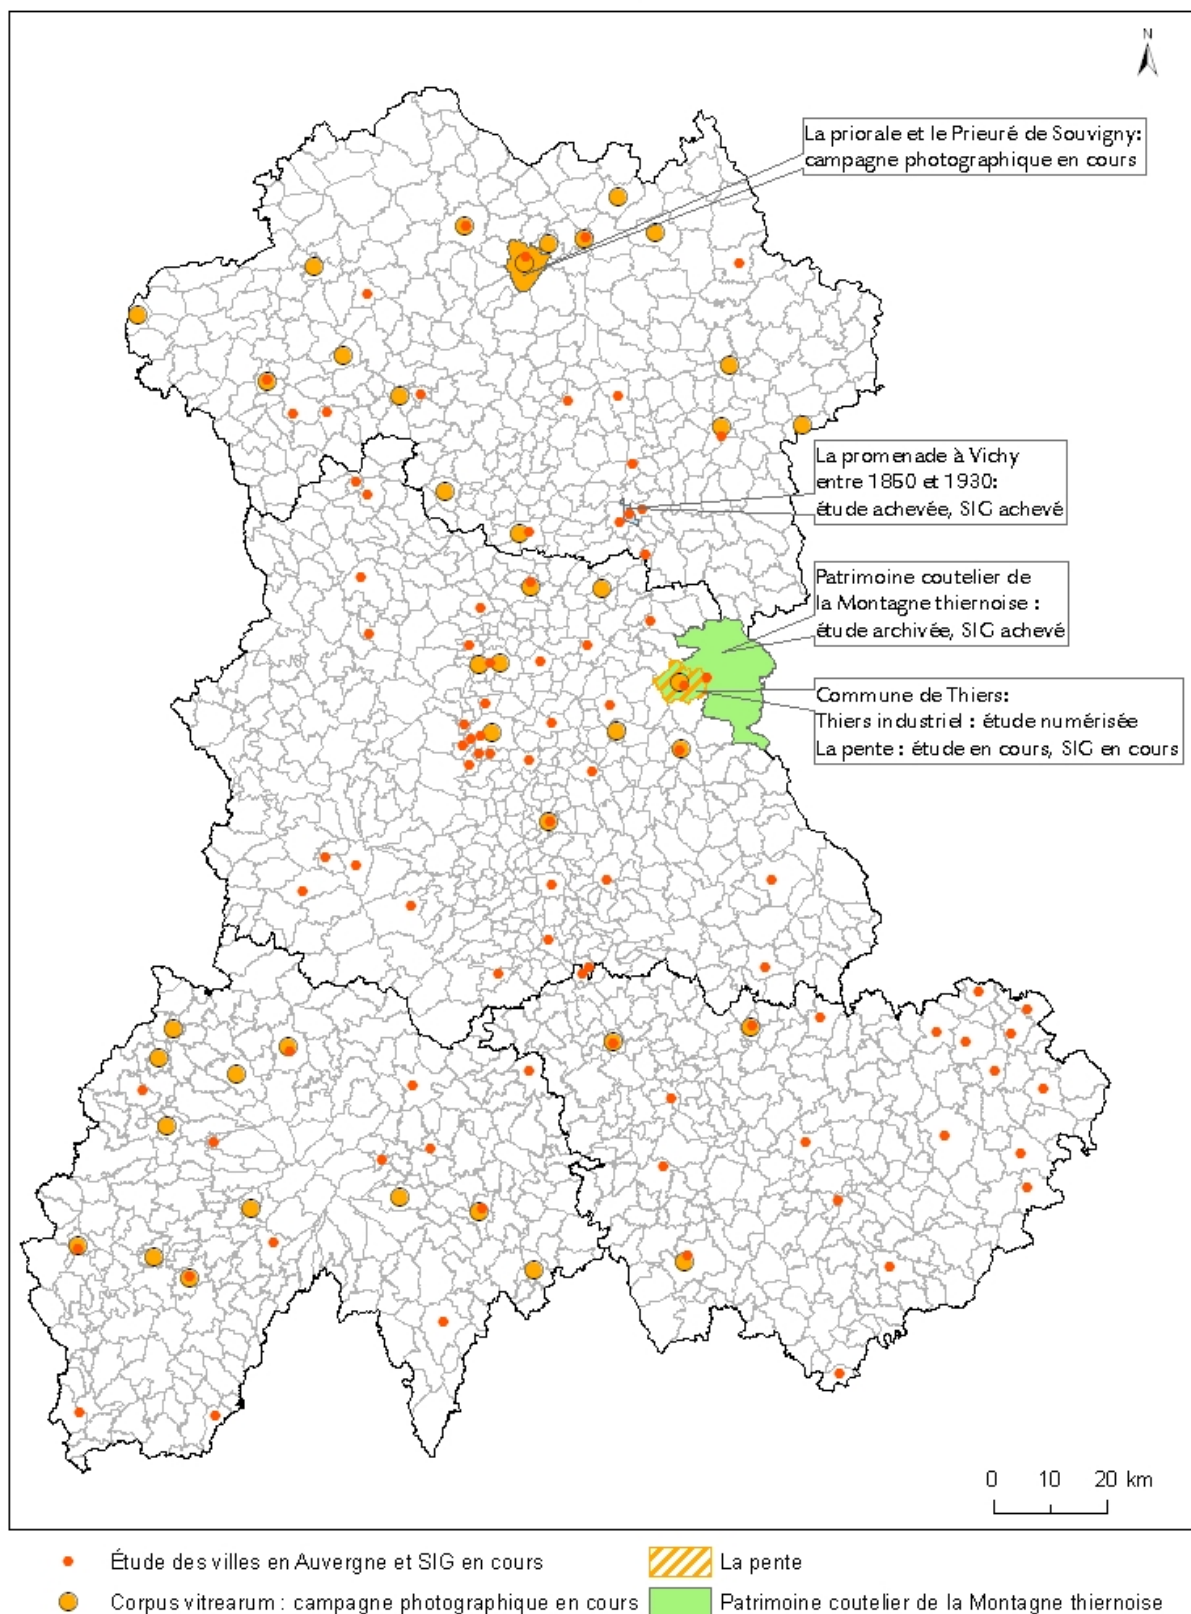 N
La priorale et le Prieuré de Souvigny:
campagne photographique en cours
La promenade à Vichy
entre 1850 et 1930:
étude achevée, SIG achevé
Patrimoine coutelier de
la Montagne thiernoise :
étude archivée, SIG achevé
Commune de Thiers:
Thiers industriel : étude numérisée
La pente : étude en cours, SIG en cours
0 10 20 km
Étude des villes en Auvergne et SIG en cours
La pente
Corpus vitrearum : campagne photographique en cours
Patrimoine coutelier de la Montagne thiernoise